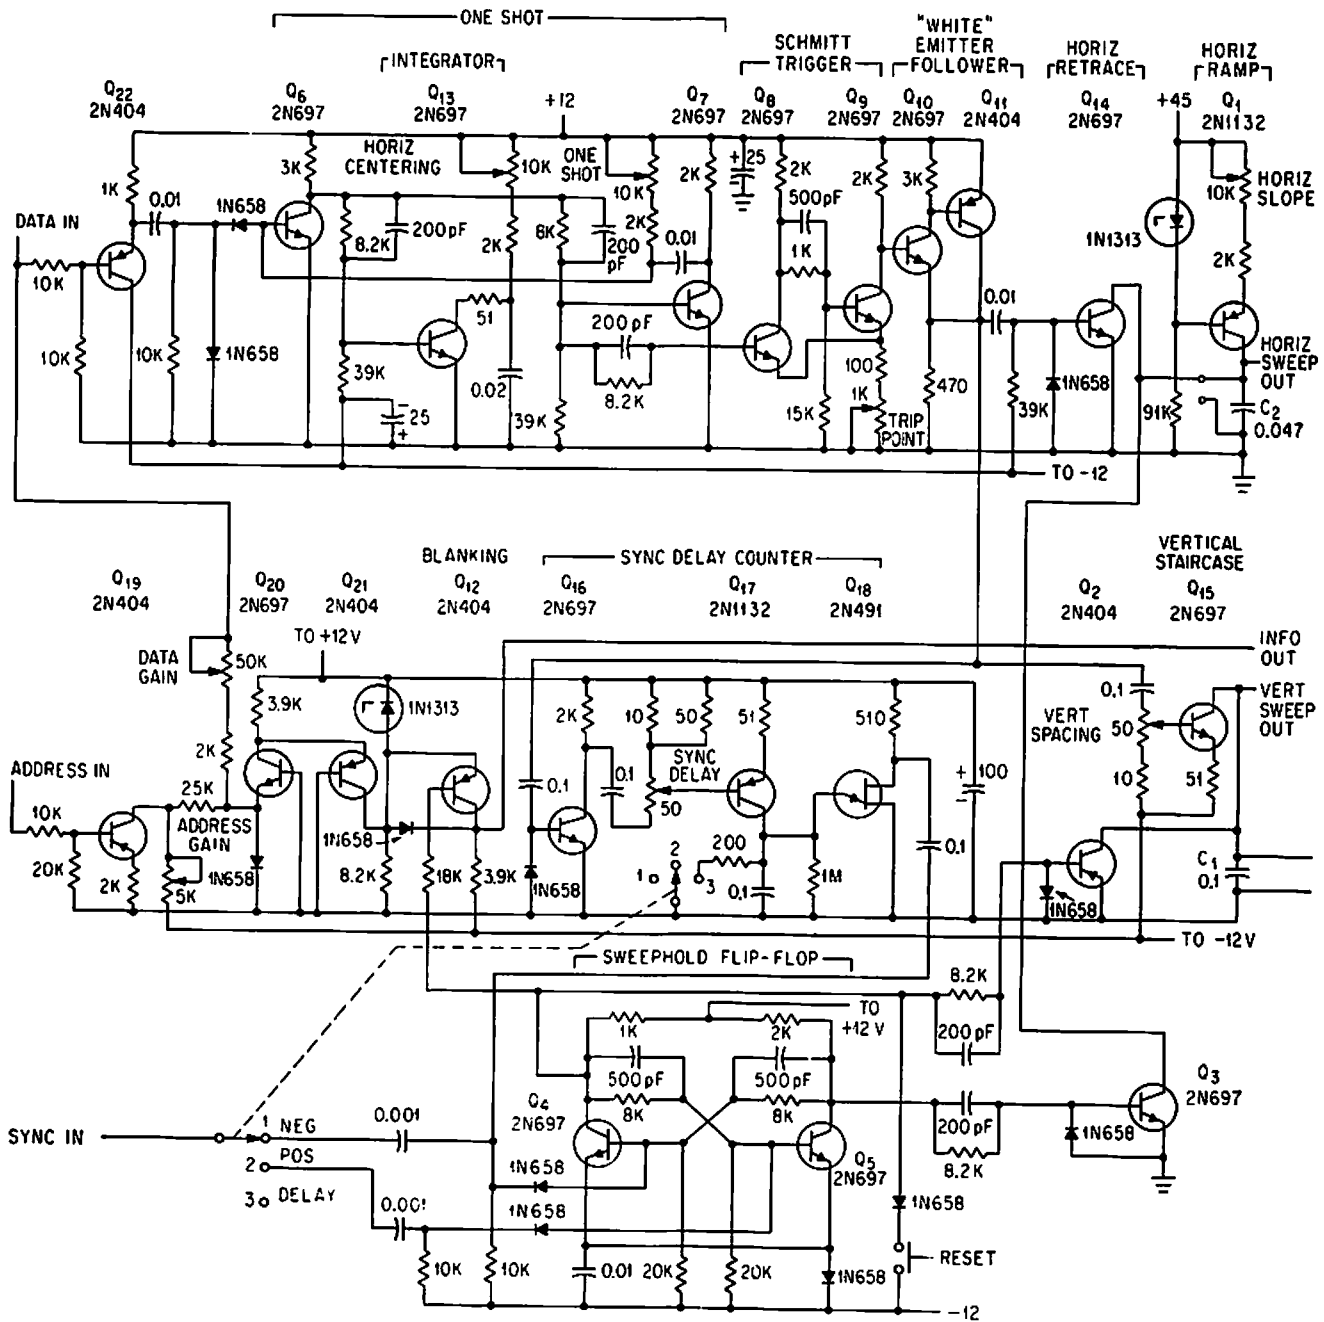 ONE SHOT
INTEGRATOR
SCHMITT
TRIGGER
"WHITE"
EMITTER
FOLLOWER
HORIZ
RETRACE
HORIZ
RAMP
Q22
2N404
Q6
2N697
Q13
2N697
+12
Q7
2N697
Q8
2N697
Q9
2N697
Q10
2N697
Q11
2N404
Q14
2N697
+45
Q1
2N1132
1K
0.01
1N658
3K
HORIZ
CENTERING
10K
ONE
SHOT
10K
2K
+
25
-
2K
500pF
2K
3K
10K
HORIZ
SLOPE
DATA IN
8.2K
200pF
2K
8K
200
pF
2K
0.01
1K
1N1313
2K
10K
51
0.01
10K
10K
1N658
39K
0.02
200pF
8.2K
100
1K
470
39K
1N658
HORIZ
SWEEP
OUT
-
25
+
39K
15K
TRIP
POINT
91K
C2
0.047
TO -12
BLANKING
SYNC DELAY COUNTER
VERTICAL
STAIRCASE
Q19
2N404
Q20
2N697
Q21
2N404
Q12
2N404
Q16
2N697
Q17
2N1132
Q18
2N491
Q2
2N404
Q15
2N697
TO +12V
INFO
OUT
DATA
GAIN
50K
3.9K
1N1313
2K
10
50
51
510
0.1
VERT
SPACING
50
VERT
SWEEP
OUT
2K
SYNC
DELAY
50
ADDRESS IN
25K
0.1
0.1
+
100
-
10
51
10K
ADDRESS
GAIN
1N658
200
0.1
C1
0.1
20K
2K
5K
1N658
8.2K
18K
3.9K
1N658
1
2
3
0.1
1M
1N658
TO -12V
SWEEPHOLD FLIP-FLOP
8.2K
200pF
1K
2K
TO
+12 V
500pF
500pF
Q4
2N697
8K
8K
Q3
2N697
SYNC IN
1 NEG
0.001
200pF
1N658
2
POS
1N658
Q5
2N697
8.2K
3
DELAY
0.001
1N658
1N658
10K
10K
0.01
20K
20K
1N658
RESET
-12